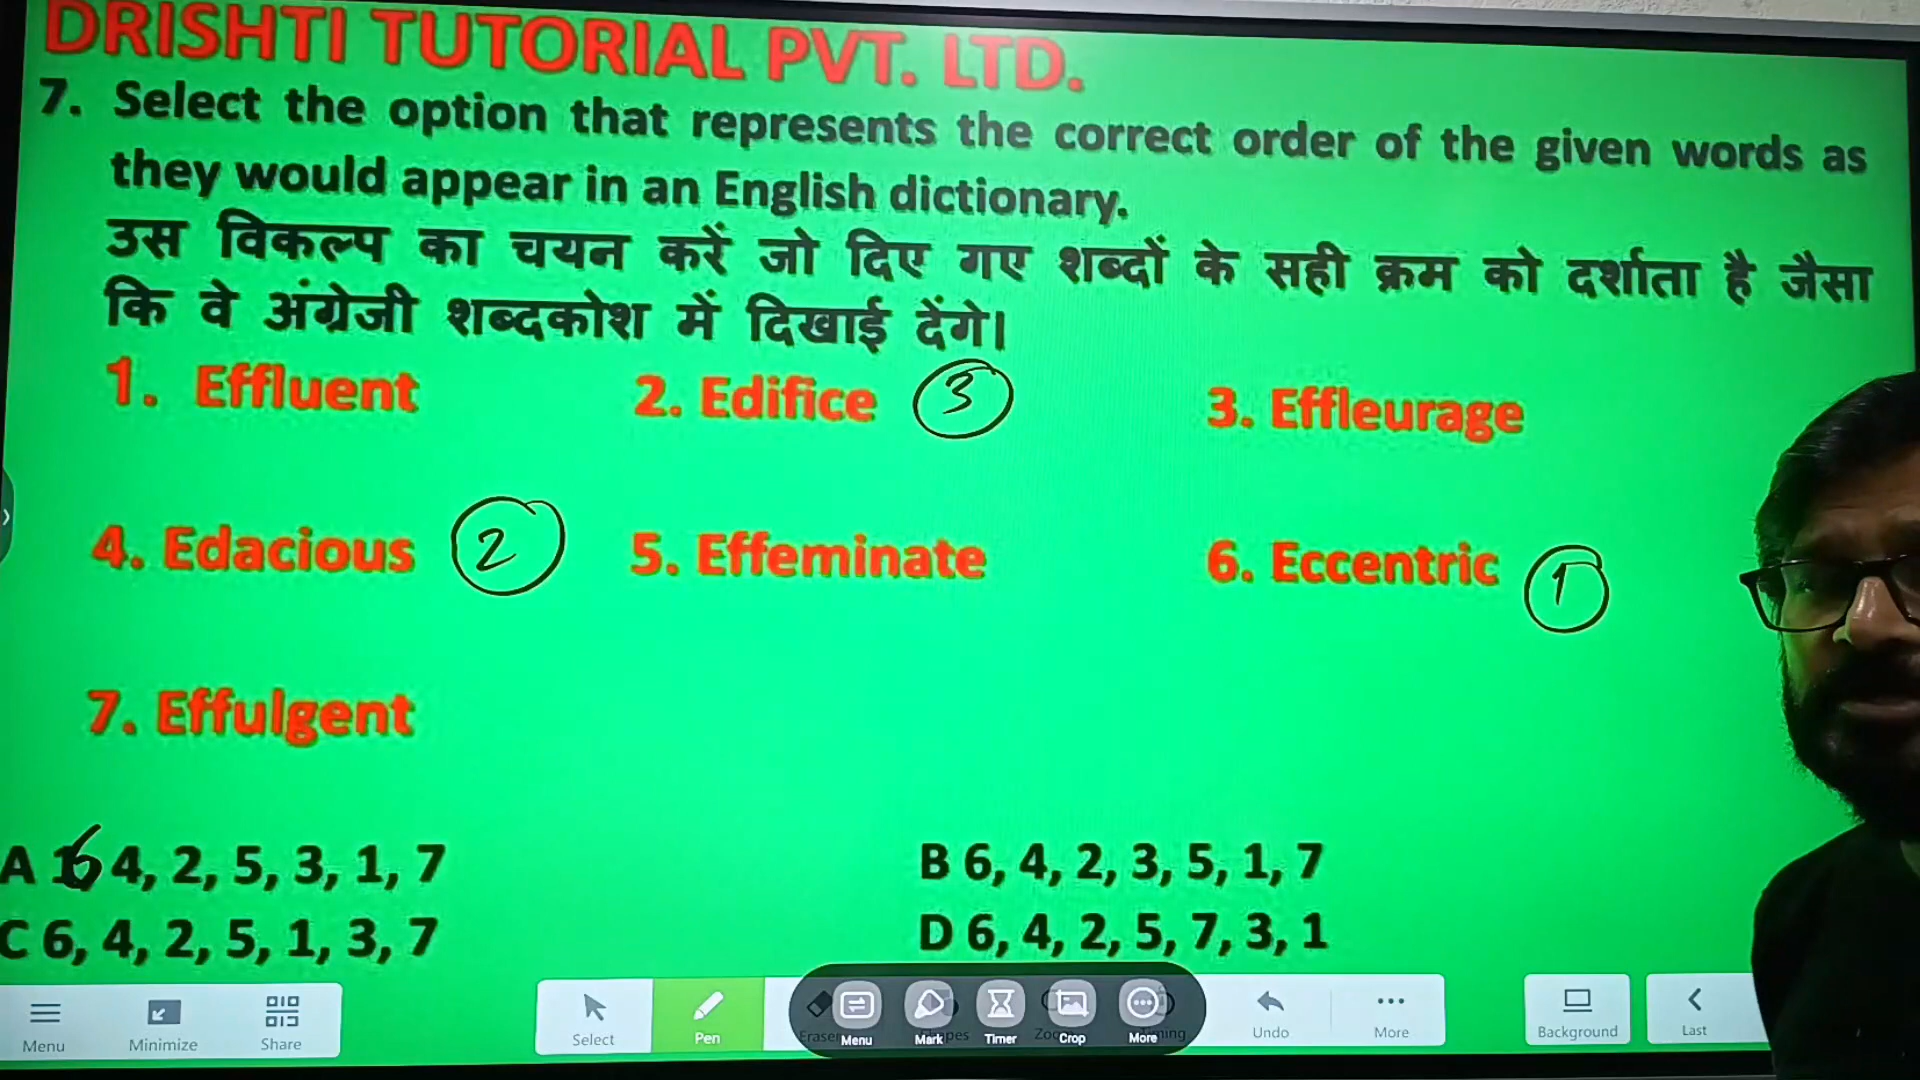 DRISHTI TUTORIAL PVT. LTD.
7. Select the option that represents the correct order of the given words as
they would appear in an English dictionary.
उस विकल्प का चयन करें जो दिए गए शब्दों के सही क्रम को दर्शाता है जैसा
कि वे अंग्रेजी शब्दकोश में दिखाई देंगे।
1. Effluent 2. Edifice 3 3. Effleurage
4. Edacious 2 5. Effeminate 6. Eccentric 1
7. Effulgent
A 6, 4, 2, 5, 3, 1, 7 B 6, 4, 2, 3, 5, 1, 7
C 6, 4, 2, 5, 1, 3, 7 D 6, 4, 2, 5, 7, 3, 1
Menu Minimize Share Select Pen Eraser Menu Mark Timer Crop More Undo More Background Last